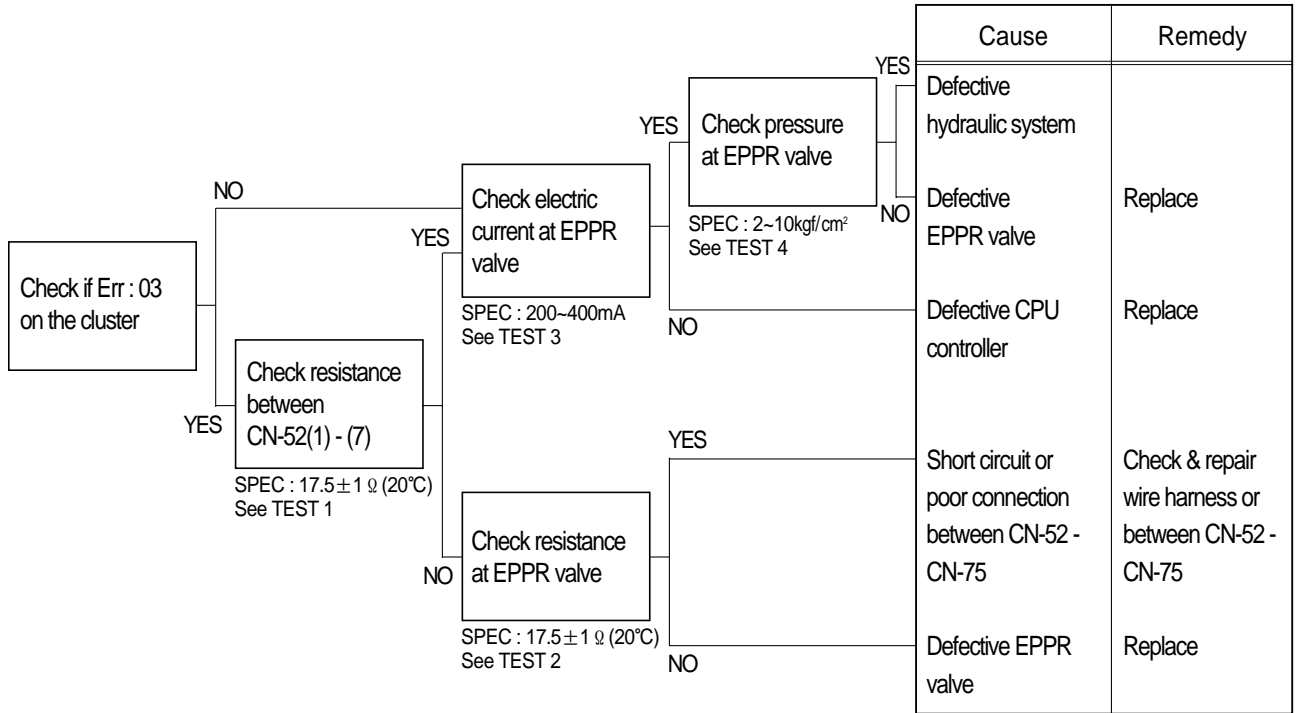 Cause
Remedy
YES
Defective
hydraulic system
YES
Check pressure
at EPPR valve
NO
Check electric
current at EPPR
valve
NO
Defective
EPPR valve
Replace
SPEC : 2~10kgf/cm²
See TEST 4
YES
Check if Err : 03
on the cluster
SPEC : 200~400mA
See TEST 3
NO
Defective CPU
controller
Replace
Check resistance
between
CN-52(1) - (7)
YES
SPEC : 17.5±1 Ω (20°C)
See TEST 1
YES
Short circuit or
poor connection
between CN-52 -
CN-75
Check & repair
wire harness or
between CN-52 -
CN-75
Check resistance
at EPPR valve
NO
SPEC : 17.5±1 Ω (20°C)
See TEST 2
NO
Defective EPPR
valve
Replace